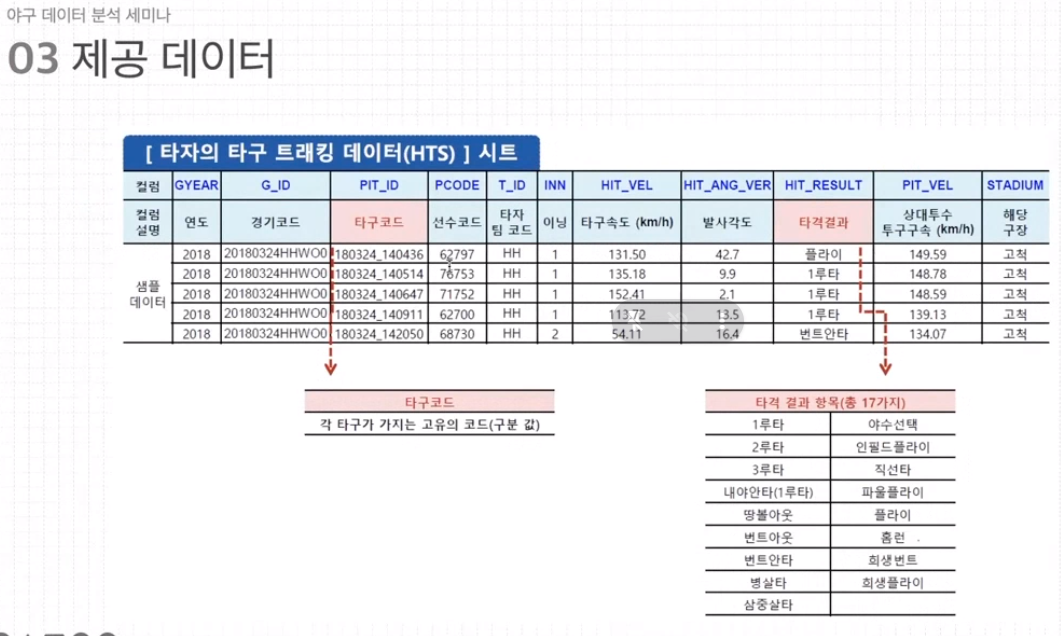 야구 데이터 분석 세미나
03 제공 데이터
[ 타자의 타구 트래킹 데이터(HTS) ] 시트
컬럼 GYEAR G_ID PIT_ID PCODE T_ID INN HIT_VEL HIT_ANG_VER HIT_RESULT PIT_VEL STADIUM
컬럼 설명 연도 경기코드 타구코드 선수코드 타자 팀 코드 이닝 타구속도 (km/h) 발사각도 타격결과 상대투수 투구구속 (km/h) 해당 구장
샘플 데이터
2018 20180324HHWO0 180324_140436 62797 HH 1 131.50 42.7 플라이 149.59 고척
2018 20180324HHWO0 180324_140514 76753 HH 1 135.18 9.9 1루타 148.78 고척
2018 20180324HHWO0 180324_140647 71752 HH 1 152.41 2.1 1루타 148.59 고척
2018 20180324HHWO0 180324_140911 62700 HH 1 113.72 13.5 1루타 139.13 고척
2018 20180324HHWO0 180324_142050 68730 HH 2 54.11 16.4 번트안타 134.07 고척
타구코드
각 타구가 가지는 고유의 코드(구분 값)
타격 결과 항목(총 17가지)
1루타 야수선택
2루타 인필드플라이
3루타 직선타
내야안타(1루타) 파울플라이
땅볼아웃 플라이
번트아웃 홈런
번트안타 희생번트
병살타 희생플라이
삼중살타